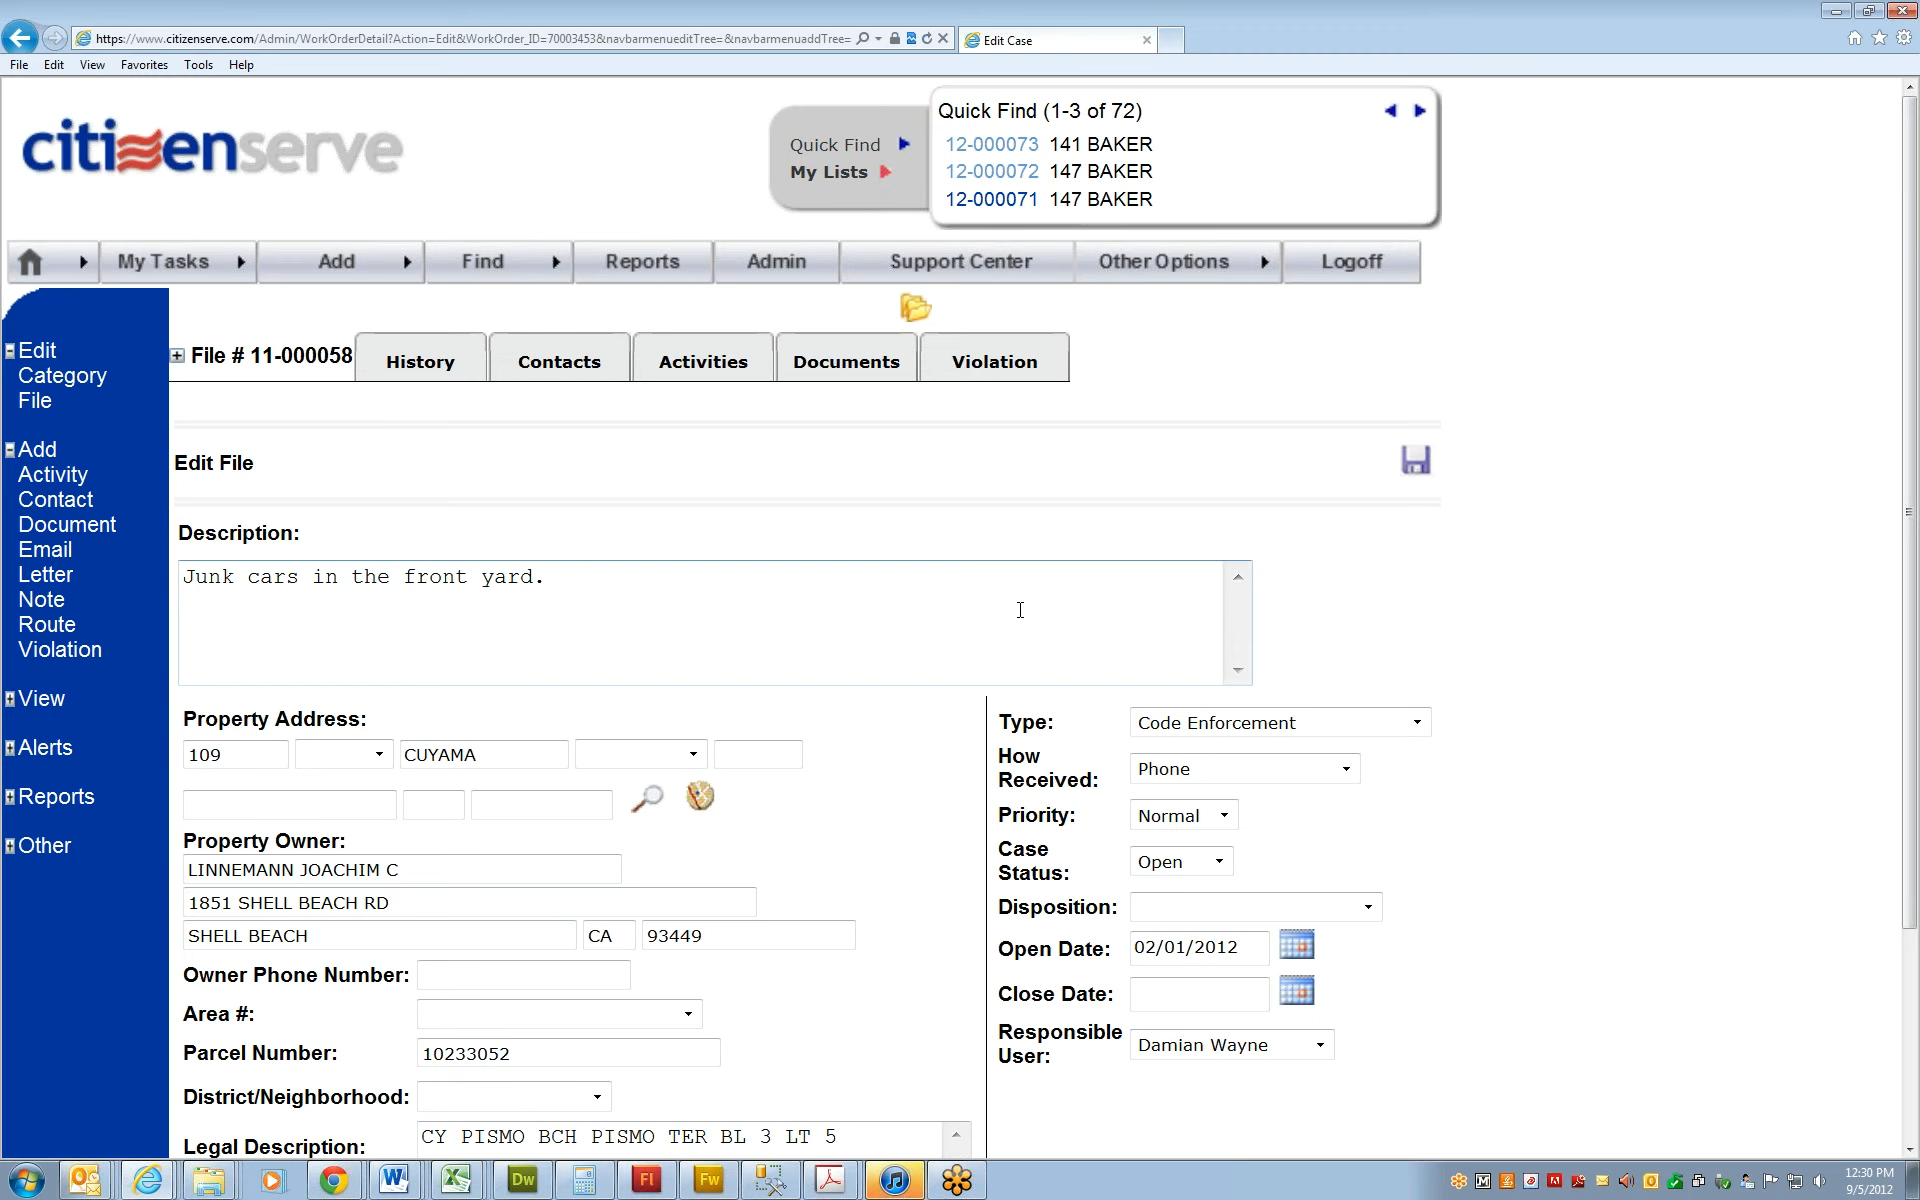 https://www.citizenserve.com/Admin/WorkOrderDetail?Action=Edit&WorkOrder_ID=70003453&navbarmenueditTree=&navbarmenuaddTree=
Edit Case
File Edit View Favorites Tools Help
citizenserve
Quick Find
My Lists
Quick Find (1-3 of 72)
12-000073 141 BAKER
12-000072 147 BAKER
12-000071 147 BAKER
My Tasks Add Find Reports Admin Support Center Other Options Logoff
Edit
Category
File
Add
Activity
Contact
Document
Email
Letter
Note
Route
Violation
View
Alerts
Reports
Other
File # 11-000058 History Contacts Activities Documents Violation
Edit File
Description:
Junk cars in the front yard.
Property Address:
109 CUYAMA
Property Owner:
LINNEMANN JOACHIM C
1851 SHELL BEACH RD
SHELL BEACH CA 93449
Owner Phone Number:
Area #:
Parcel Number: 10233052
District/Neighborhood:
Legal Description: CY PISMO BCH PISMO TER BL 3 LT 5
Type: Code Enforcement
How
Received: Phone
Priority: Normal
Case
Status: Open
Disposition:
Open Date: 02/01/2012
Close Date:
Responsible
User: Damian Wayne
Dw
Fl
Fw
12:30 PM
9/5/2012